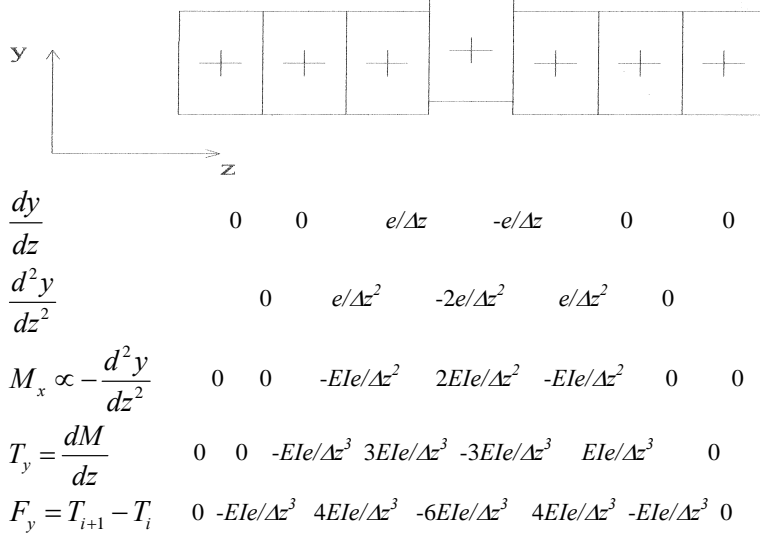 y
z
dy/dz 0 0 e/Δz -e/Δz 0 0
d²y/dz² 0 e/Δz² -2e/Δz² e/Δz² 0
Mₓ ∝ -d²y/dz² 0 0 -EIe/Δz² 2EIe/Δz² -EIe/Δz² 0 0
T_y = dM/dz 0 0 -EIe/Δz³ 3EIe/Δz³ -3EIe/Δz³ EIe/Δz³ 0
F_y = T_{i+1} - T_i 0 -EIe/Δz³ 4EIe/Δz³ -6EIe/Δz³ 4EIe/Δz³ -EIe/Δz³ 0